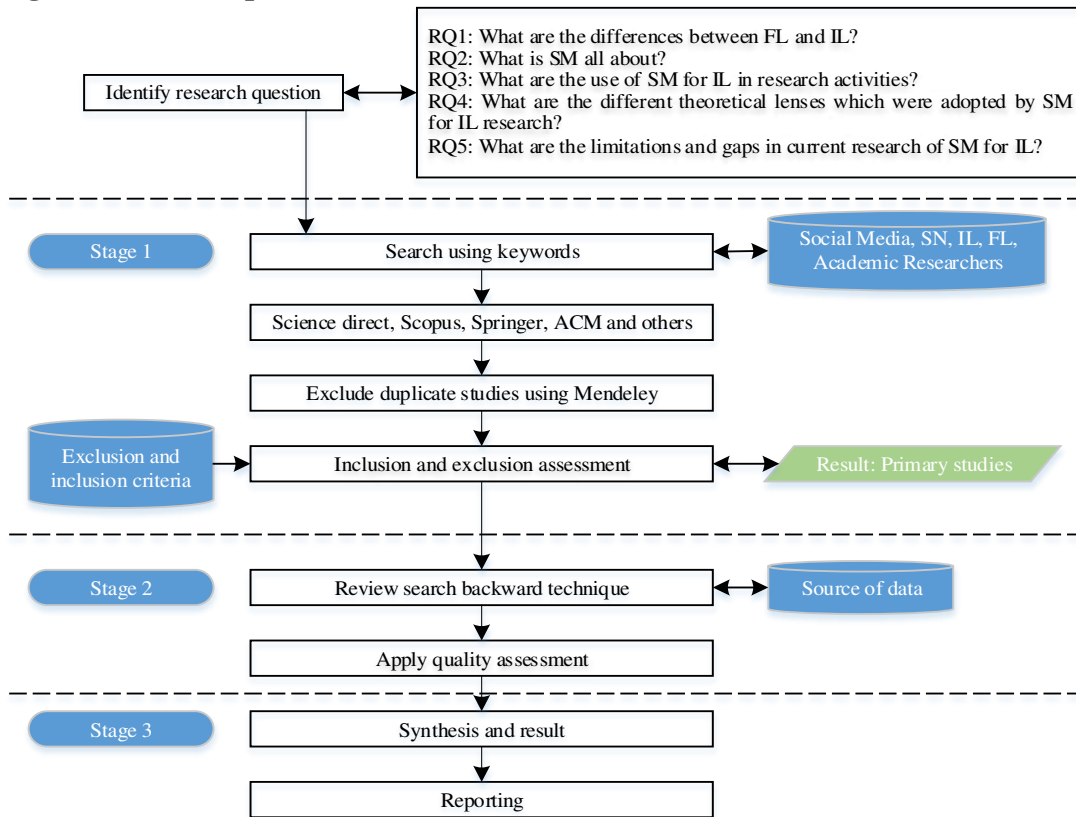 RQ1: What are the differences between FL and IL?
RQ2: What is SM all about?
RQ3: What are the use of SM for IL in research activities?
RQ4: What are the different theoretical lenses which were adopted by SM
for IL research?
RQ5: What are the limitations and gaps in current research of SM for IL?
Identify research question
Stage 1
Search using keywords
Social Media, SN, IL, FL,
Academic Researchers
Science direct, Scopus, Springer, ACM and others
Exclude duplicate studies using Mendeley
Exclusion and
inclusion criteria
Inclusion and exclusion assessment
Result: Primary studies
Stage 2
Review search backward technique
Source of data
Apply quality assessment
Stage 3
Synthesis and result
Reporting